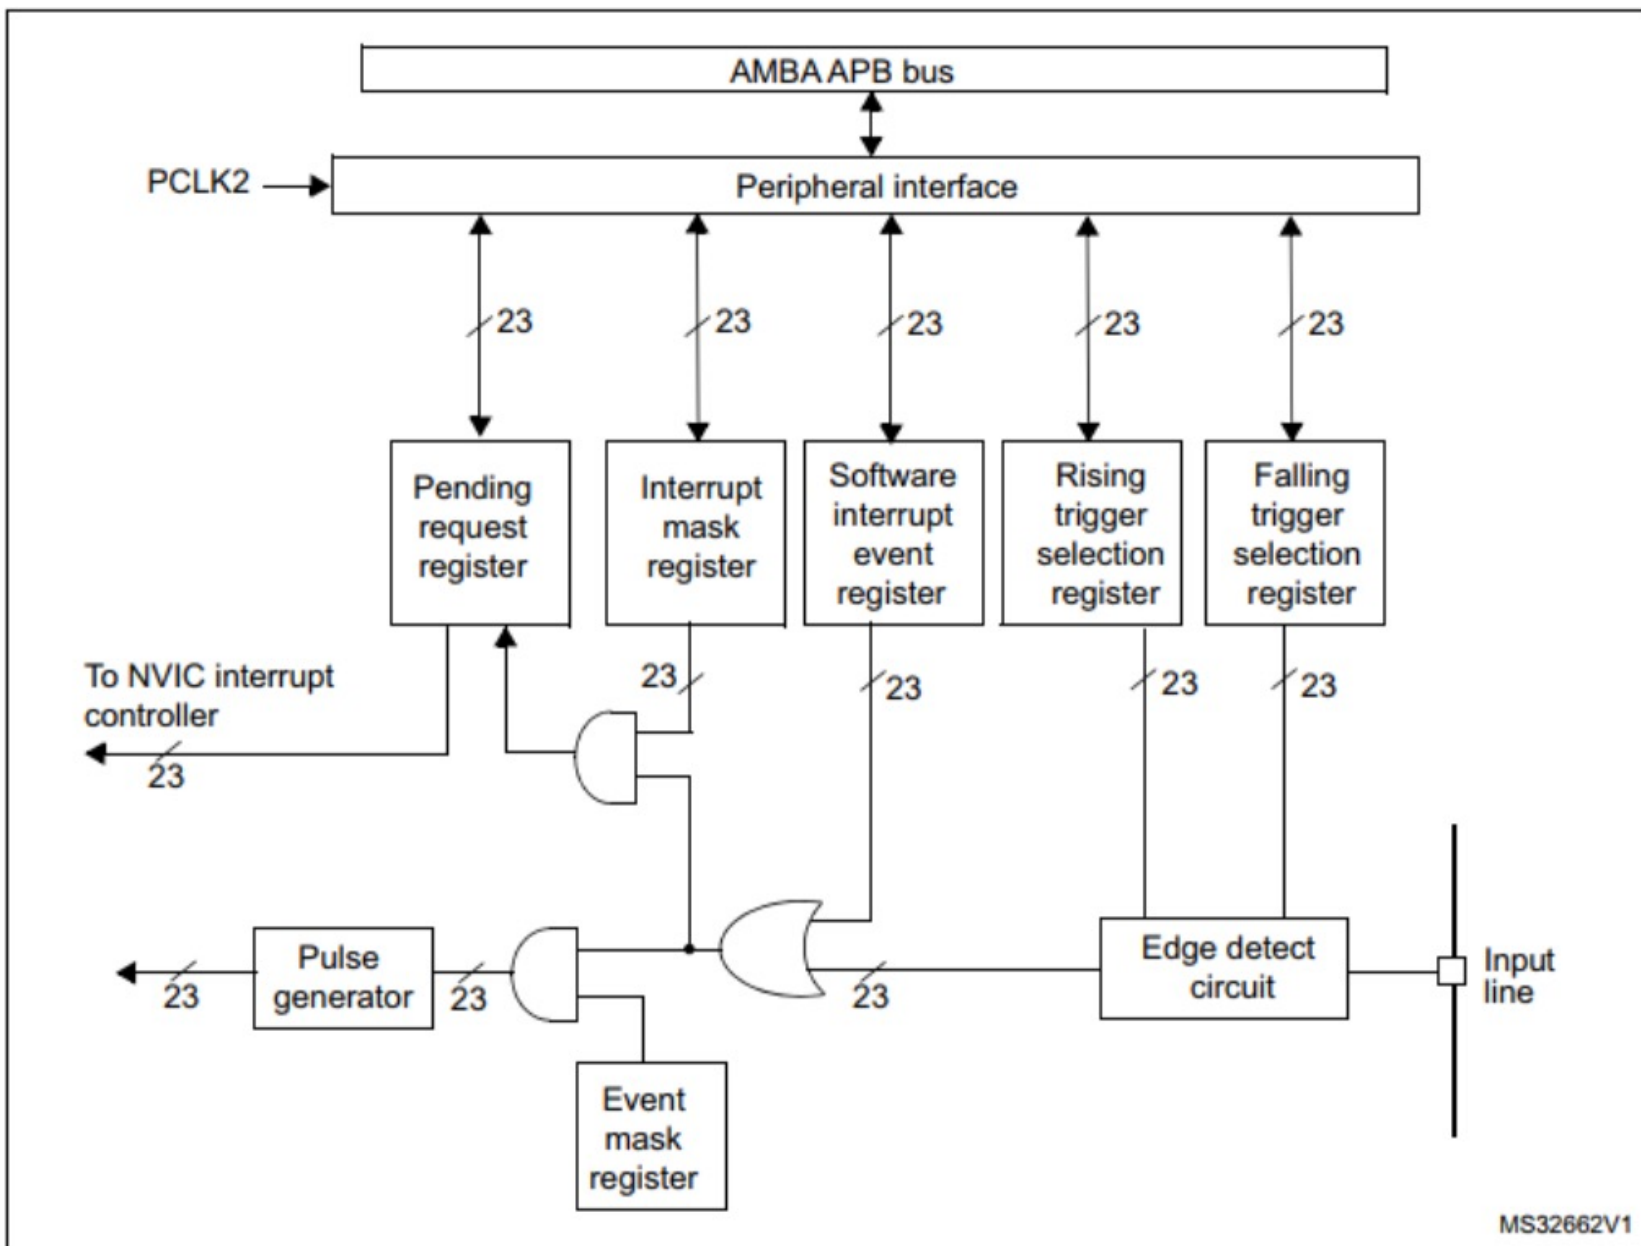 AMBA APB bus
PCLK2
Peripheral interface
23
23
23
23
23
Pending
request
register
Interrupt
mask
register
Software
interrupt
event
register
Rising
trigger
selection
register
Falling
trigger
selection
register
To NVIC interrupt
controller
23
23
23
23
23
Pulse
generator
23
23
23
Edge detect
circuit
Input
line
Event
mask
register
MS32662V1